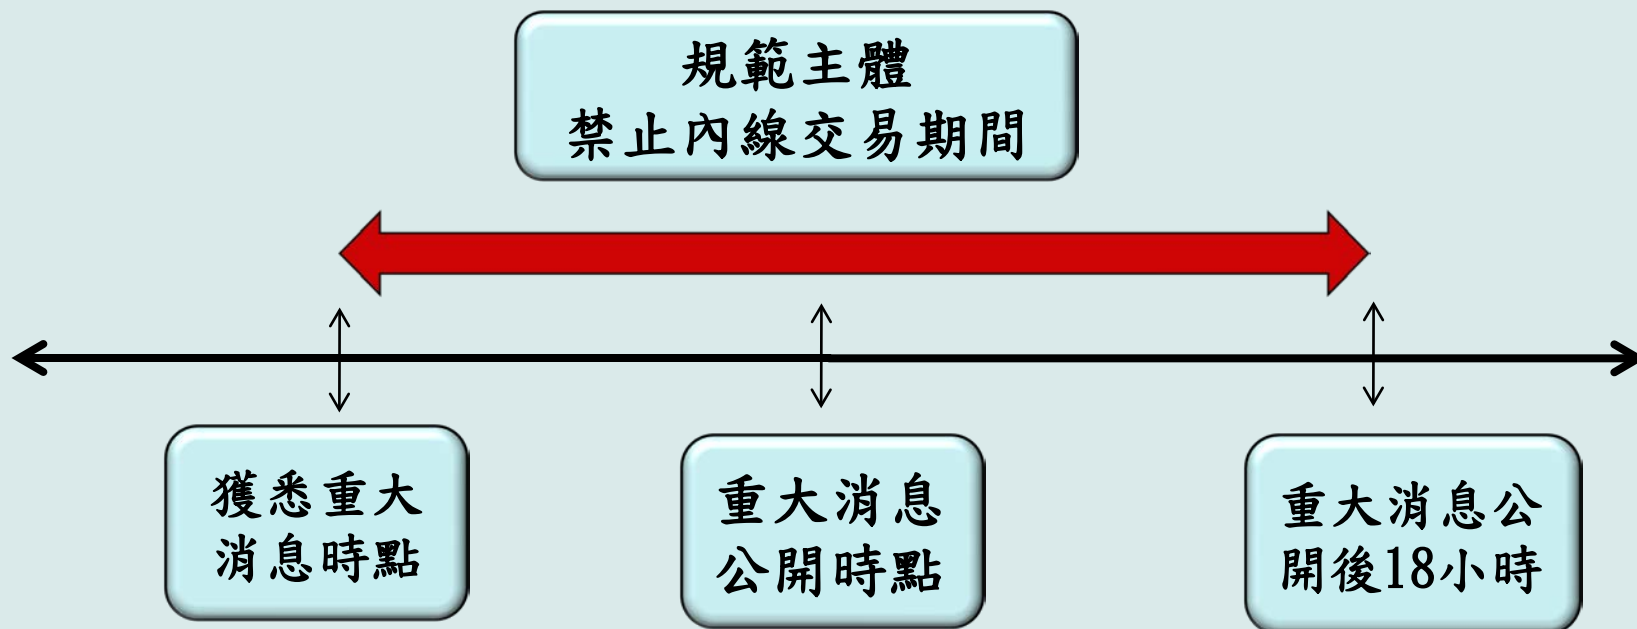 規範主體
禁止內線交易期間
獲悉重大
消息時點
重大消息
公開時點
重大消息公
開後18小時